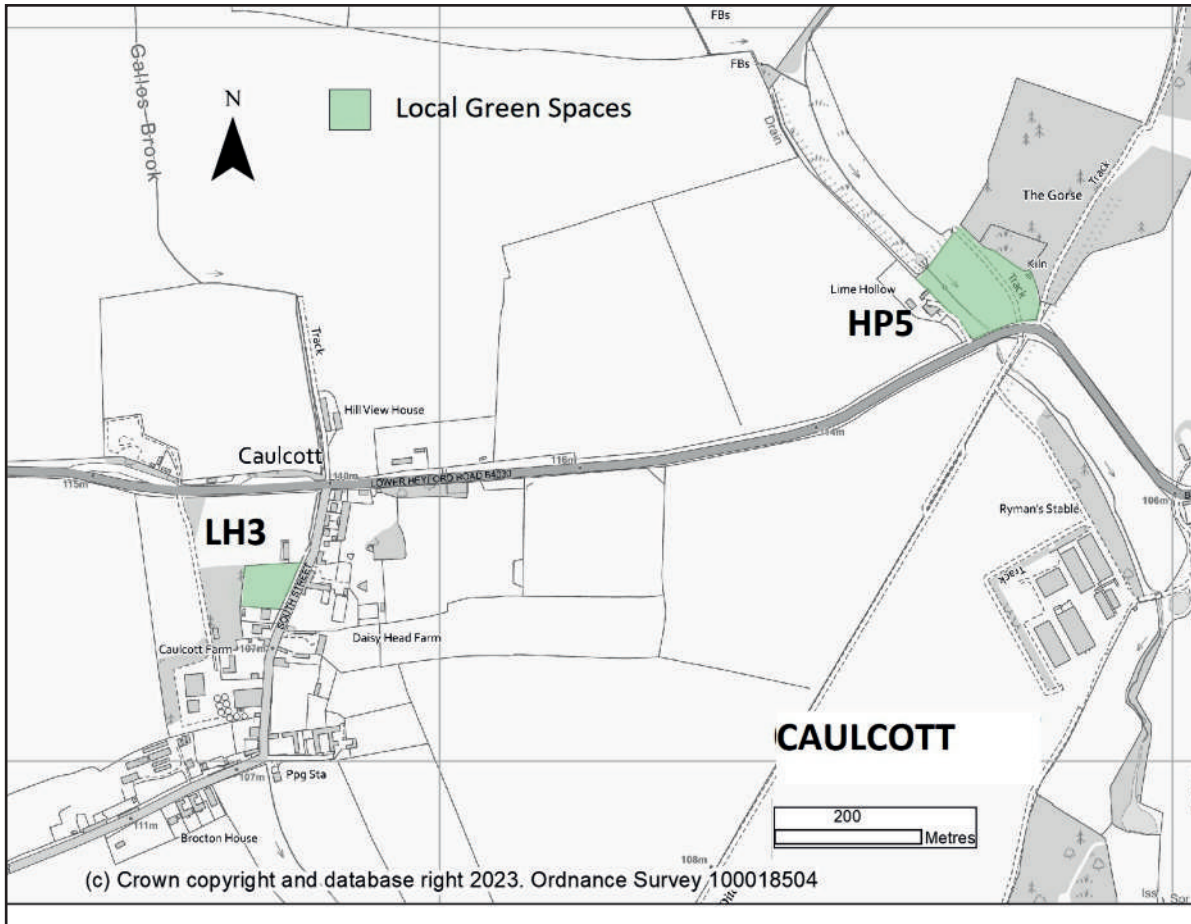 FBs
FBs
Gallos Brook
N
Local Green Spaces
Drain
Track
The Gorse
Kiln
Track
Lime Hollow
HP5
Track
Hill View House
Caulcott
114m
116m
110m
LOWER HEYFORD ROAD B4030
115m
106m
Ryman's Stable
LH3
SOUTH STREET
Track
Daisy Head Farm
Caulcott Farm
107m
CAULCOTT
Ppg Sta
107m
200
Metres
111m
Brocton House
108m
(c) Crown copyright and database right 2023. Ordnance Survey 100018504